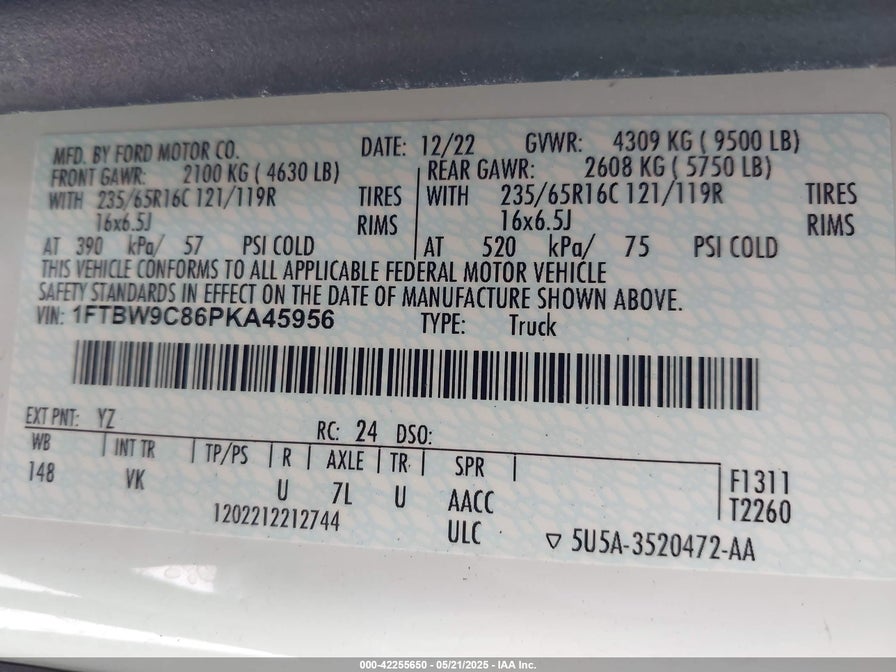 MFD. BY FORD MOTOR CO. DATE: 12/22 GVWR: 4309 KG ( 9500 LB)
FRONT GAWR: 2100 KG ( 4630 LB) REAR GAWR: 2608 KG ( 5750 LB)
WITH 235/65R16C 121/119R TIRES WITH 235/65R16C 121/119R TIRES
16x6.5J RIMS 16x6.5J RIMS
AT 390 kPa/ 57 PSI COLD AT 520 kPa/ 75 PSI COLD
THIS VEHICLE CONFORMS TO ALL APPLICABLE FEDERAL MOTOR VEHICLE
SAFETY STANDARDS IN EFFECT ON THE DATE OF MANUFACTURE SHOWN ABOVE.
VIN: 1FTBW9C86PKA45956 TYPE: Truck
EXT PNT: YZ RC: 24 DSO:
WB INT TR TP/PS R AXLE TR SPR
148 VK U 7L U AACC F1311
1202212212744 ULC T2260
5U5A-3520472-AA
000-42255650 / 05/21/2025 - IAA Inc.